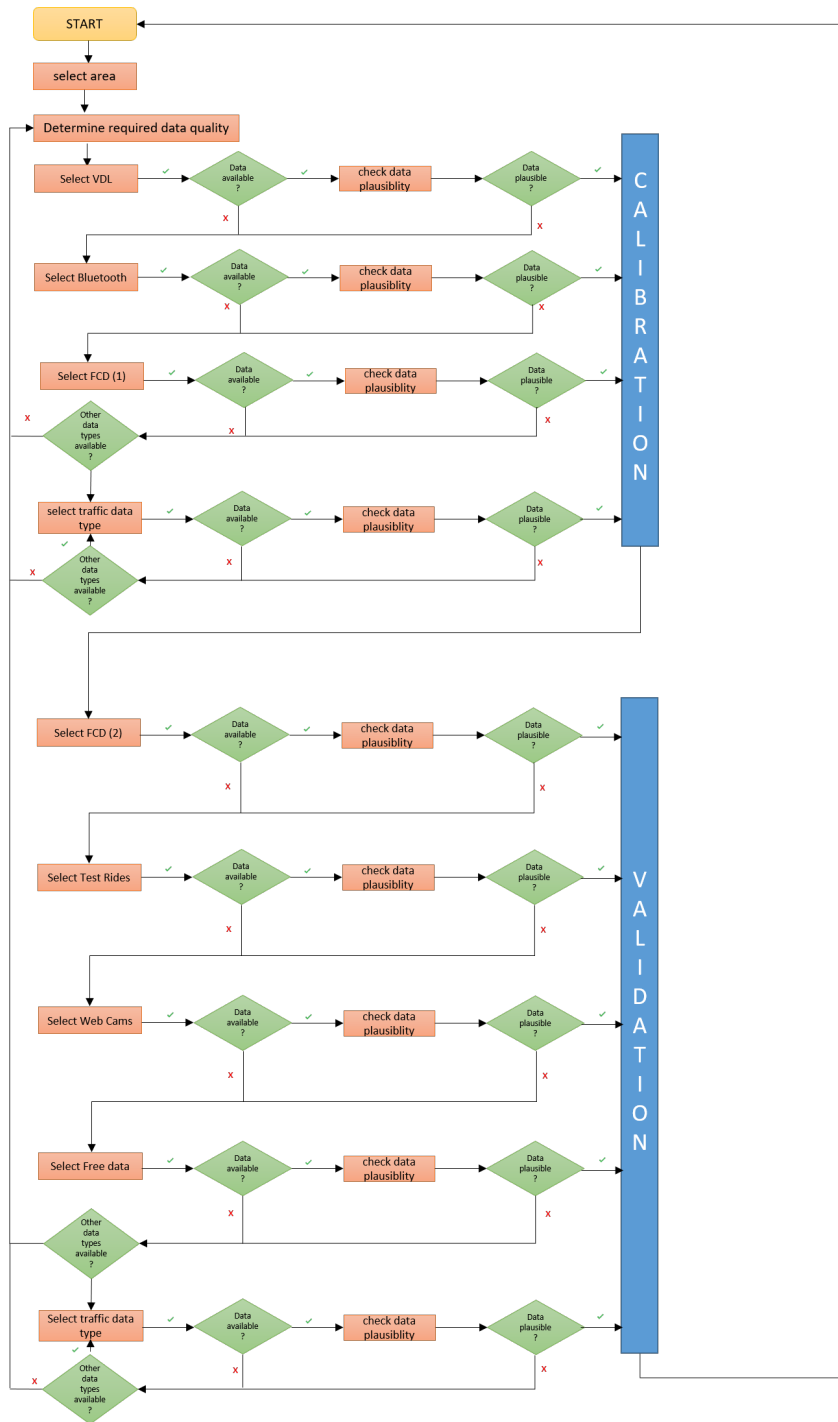 START
select area
Determine required data quality
Select VDL
Data
available
?
check data
plausiblity
Data
plausible
?
Select Bluetooth
Data
available
?
check data
plausiblity
Data
plausible
?
Select FCD (1)
Data
available
?
check data
plausiblity
Data
plausible
?
Other
data
types
available
?
select traffic data
type
Data
available
?
check data
plausiblity
Data
plausible
?
Other
data
types
available
?
C
A
L
I
B
R
A
T
I
O
N
Select FCD (2)
Data
available
?
check data
plausiblity
Data
plausible
?
Select Test Rides
Data
available
?
check data
plausiblity
Data
plausible
?
Select Web Cams
Data
available
?
check data
plausiblity
Data
plausible
?
Select Free data
Data
available
?
check data
plausiblity
Data
plausible
?
Other
data
types
available
?
Select traffic data
type
Data
available
?
check data
plausiblity
Data
plausible
?
Other
data
types
available
?
V
A
L
I
D
A
T
I
O
N